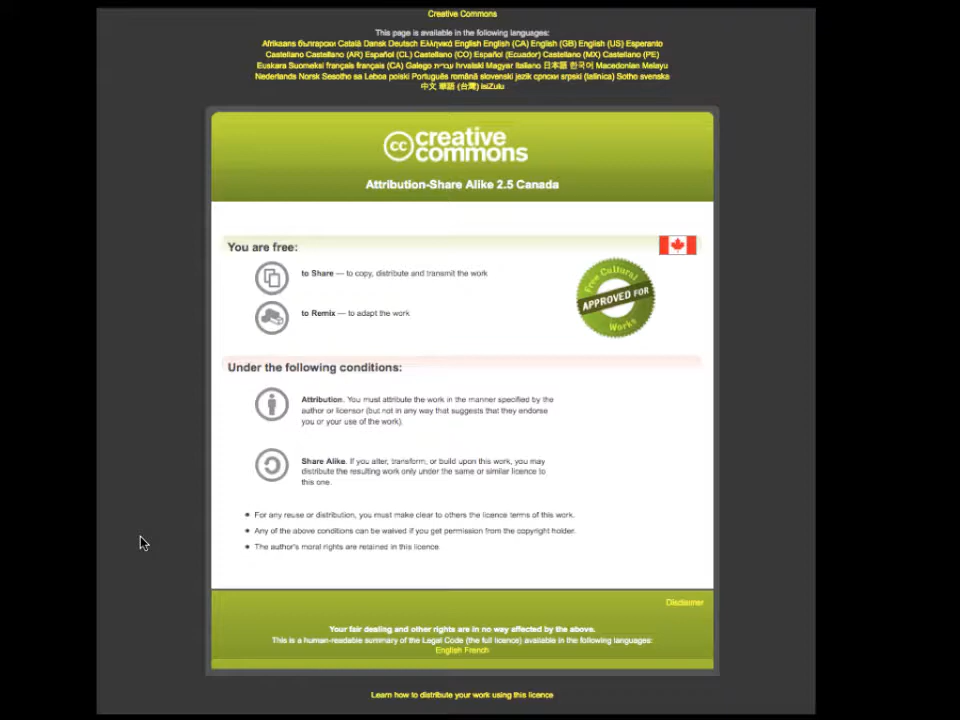 Creative Commons
This page is available in the following languages:
Afrikaans български Català Dansk Deutsch Ελληνικά English English (CA) English (GB) English (US) Esperanto
Castellano Castellano (AR) Español (CL) Castellano (CO) Español (Ecuador) Castellano (MX) Castellano (PE)
Euskara Suomeksi français français (CA) Galego עברית hrvatski Magyar Italiano 日本語 한국어 Macedonian Melayu
Nederlands Norsk Sesotho sa Leboa polski Português română slovenski jezik српски srpski (latinica) Sotho svenska
中文 華語 (台灣) isiZulu
cc creative commons
Attribution-Share Alike 2.5 Canada
You are free:
to Share — to copy, distribute and transmit the work
to Remix — to adapt the work
Free Cultural
APPROVED FOR
Works
Under the following conditions:
Attribution. You must attribute the work in the manner specified by the
author or licensor (but not in any way that suggests that they endorse
you or your use of the work).
Share Alike. If you alter, transform, or build upon this work, you may
distribute the resulting work only under the same or similar licence to
this one.
For any reuse or distribution, you must make clear to others the licence terms of this work.
Any of the above conditions can be waived if you get permission from the copyright holder.
The author's moral rights are retained in this licence.
Disclaimer
Your fair dealing and other rights are in no way affected by the above.
This is a human-readable summary of the Legal Code (the full licence) available in the following languages:
English French
Learn how to distribute your work using this licence